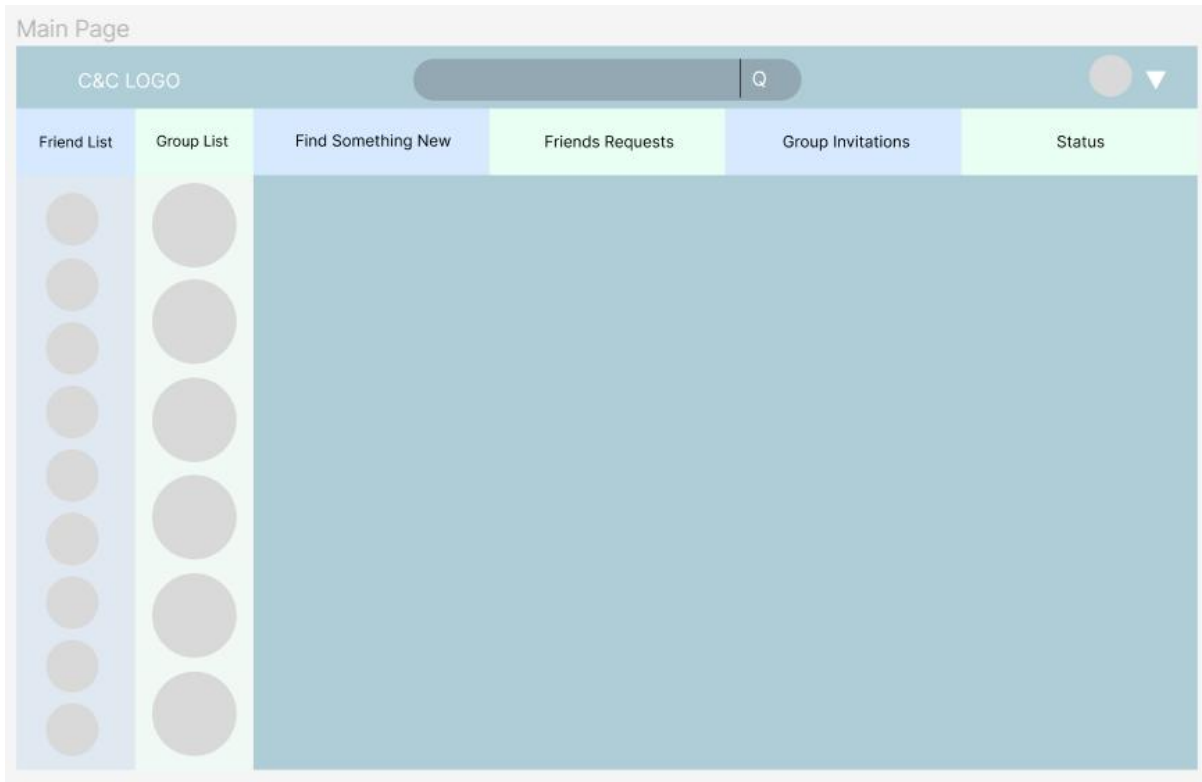 Main Page
C&C LOGO
Q
Friend List
Group List
Find Something New
Friends Requests
Group Invitations
Status